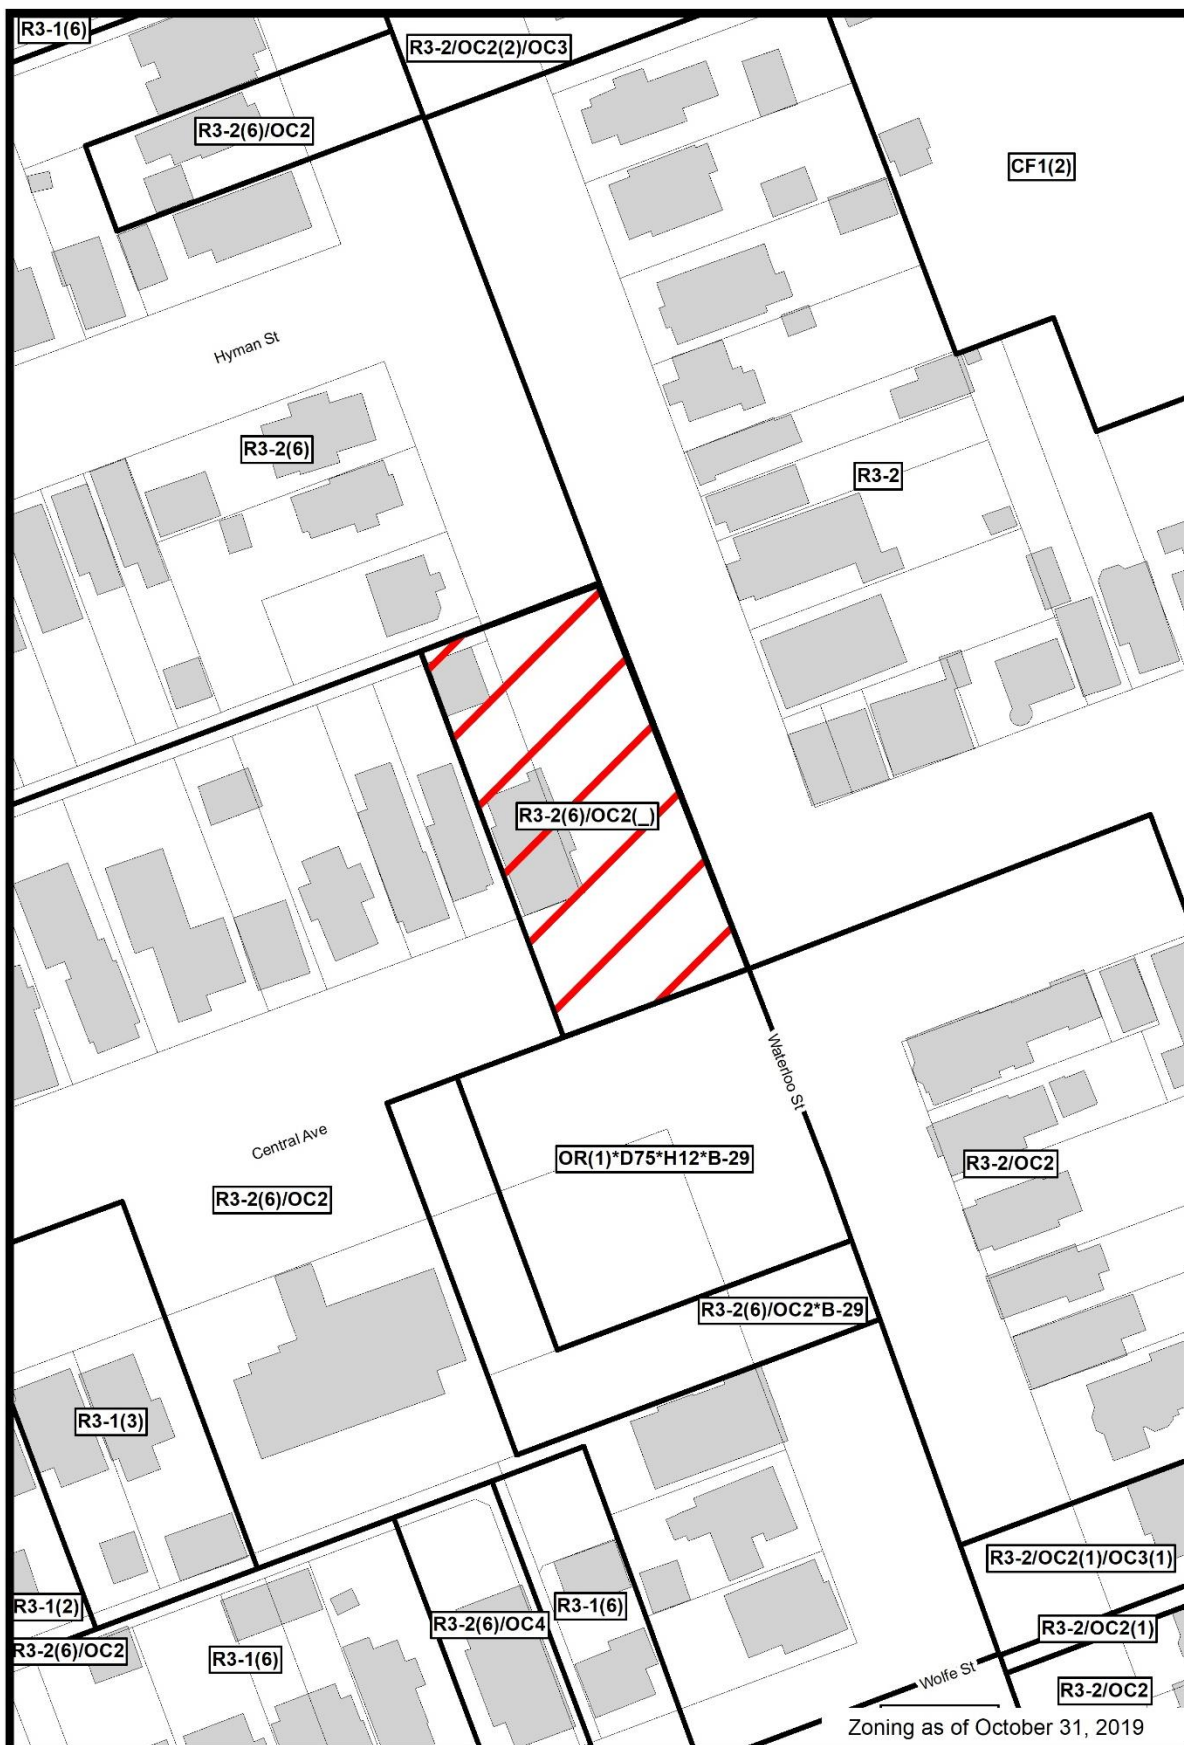 R3-1(6)
R3-2/OC2(2)/OC3
R3-2(6)/OC2
CF1(2)
Hyman St
R3-2(6)
R3-2
R3-2(6)/OC2(_)
Waterloo St
Central Ave
OR(1)*D75*H12*B-29
R3-2/OC2
R3-2(6)/OC2
R3-2(6)/OC2*B-29
R3-1(3)
R3-2/OC2(1)/OC3(1)
R3-1(2)
R3-1(6)
R3-2(6)/OC4
R3-2/OC2(1)
R3-2(6)/OC2
R3-1(6)
Wolfe St
R3-2/OC2
Zoning as of October 31, 2019